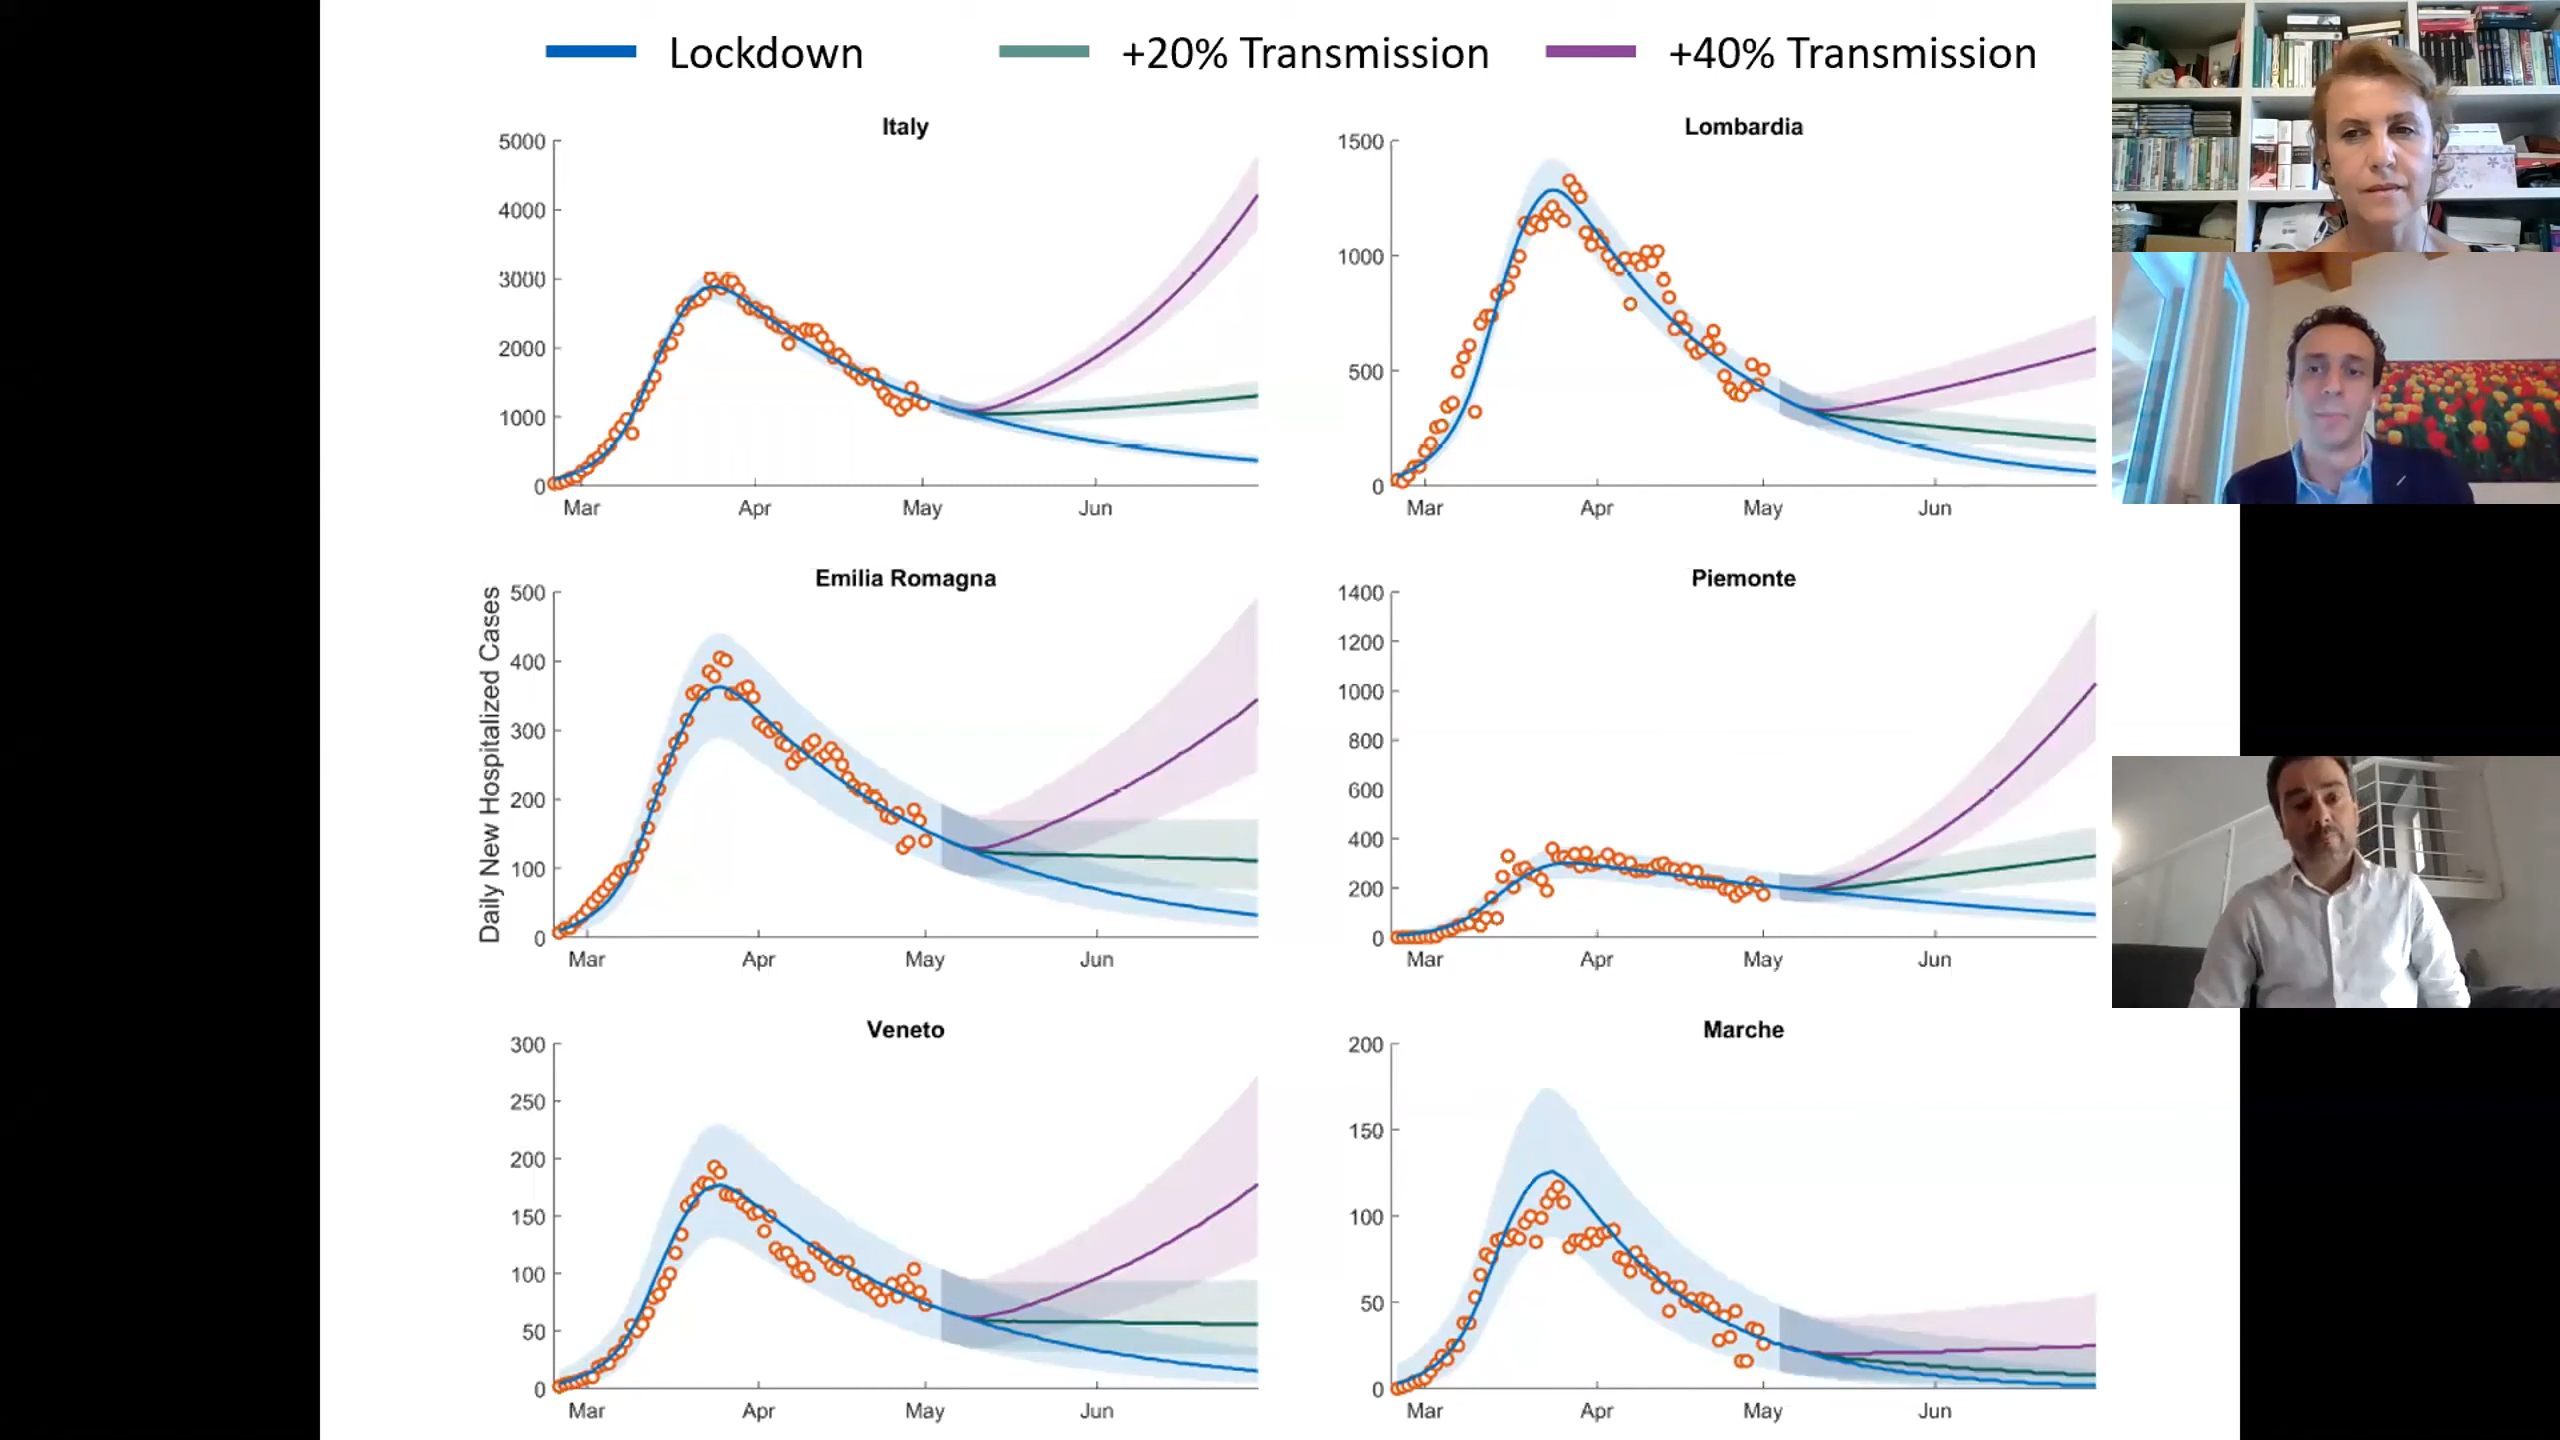 Lockdown +20% Transmission +40% Transmission
Italy
5000
4000
3000
2000
1000
0
Mar Apr May Jun
Lombardia
1500
1000
500
0
Mar Apr May Jun
Daily New Hospitalized Cases
Emilia Romagna
500
400
300
200
100
0
Mar Apr May Jun
Piemonte
1400
1200
1000
800
600
400
200
0
Mar Apr May Jun
Veneto
300
250
200
150
100
50
0
Mar Apr May Jun
Marche
200
150
100
50
0
Mar Apr May Jun